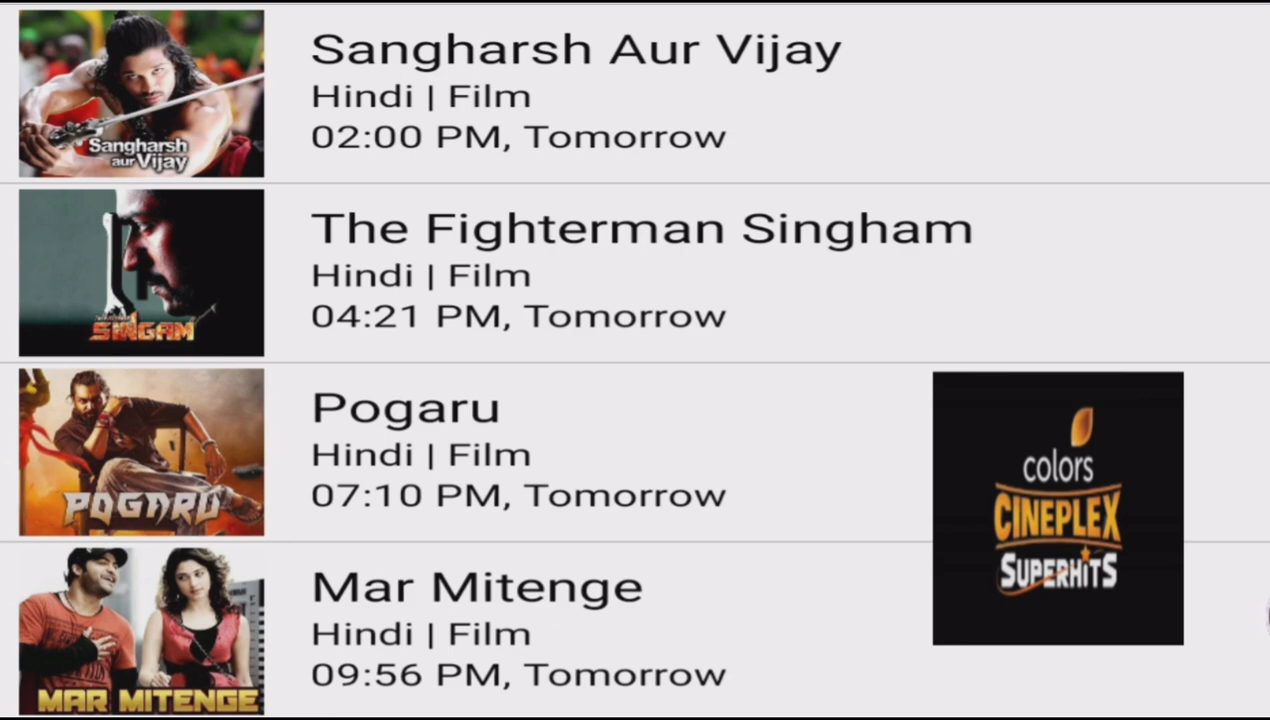 Sangharsh Aur Vijay
Hindi | Film
02:00 PM, Tomorrow
Sangharsh
aur Vijay
The Fighterman Singham
Hindi | Film
04:21 PM, Tomorrow
SINGAM
Pogaru
Hindi | Film
07:10 PM, Tomorrow
POGARU
colors
CINEPLEX
SUPERHITS
Mar Mitenge
Hindi | Film
09:56 PM, Tomorrow
MAR MITENGE